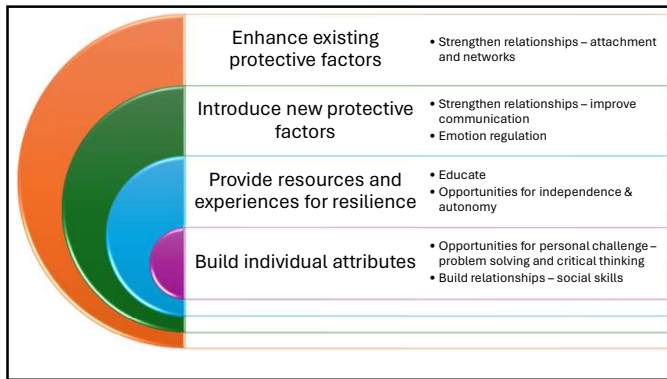 Enhance existing
protective factors
• Strengthen relationships – attachment
and networks
Introduce new protective
factors
• Strengthen relationships – improve
communication
• Emotion regulation
Provide resources and
experiences for resilience
• Educate
• Opportunities for independence &
autonomy
Build individual attributes
• Opportunities for personal challenge –
problem solving and critical thinking
• Build relationships – social skills